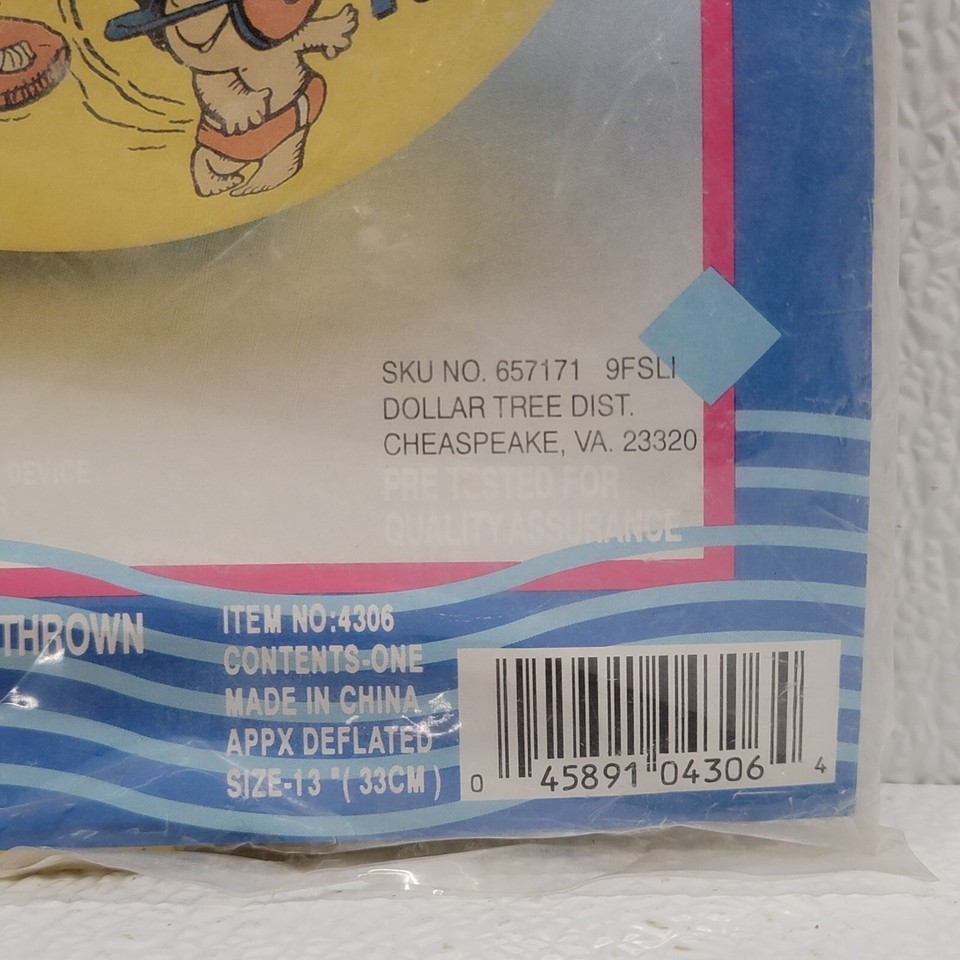 SKU NO. 657171 9FSLI
DOLLAR TREE DIST.
CHEASPEAKE, VA. 23320
DEVICE
PRE TESTED FOR
QUALITY ASSURANCE
THROWN
ITEM NO:4306
CONTENTS-ONE
MADE IN CHINA
APPX DEFLATED
SIZE-13 "( 33CM )
0 45891 04306 4